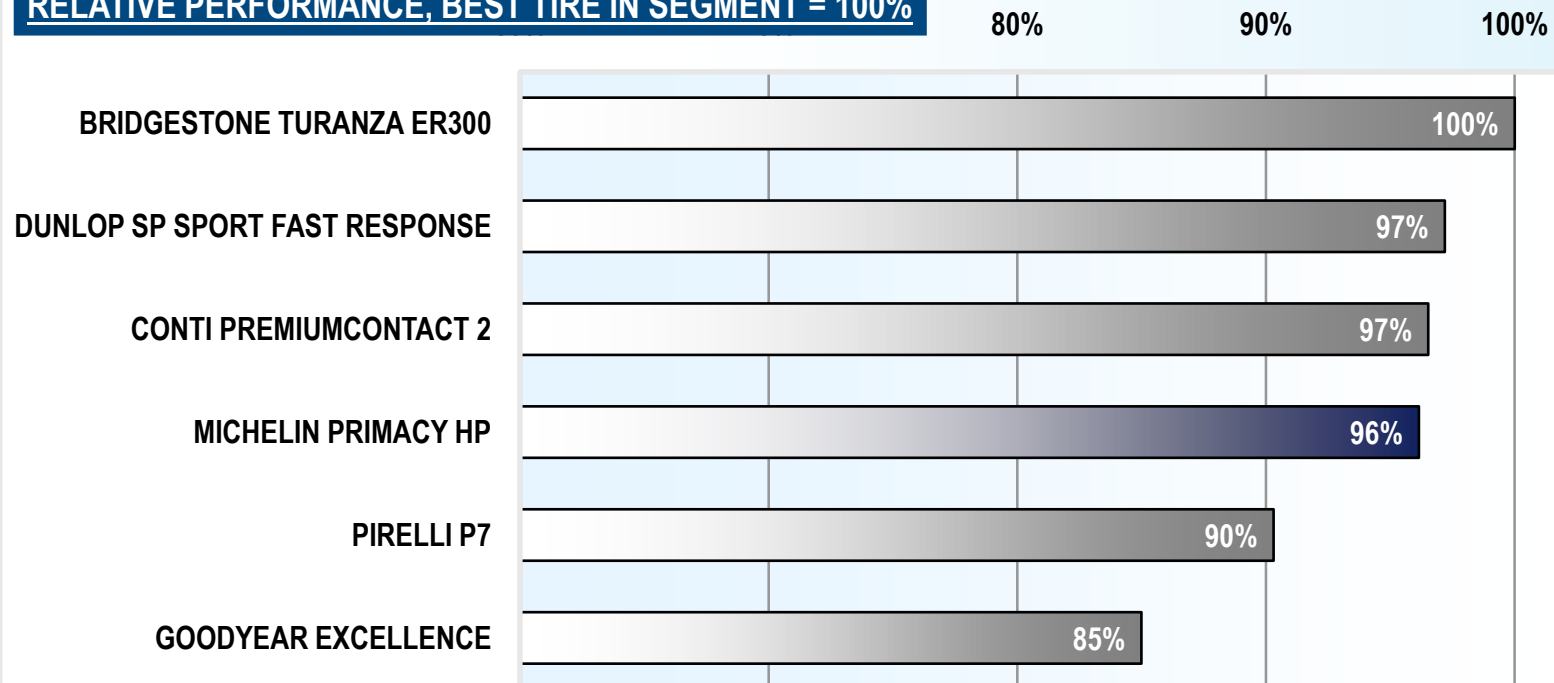 RELATIVE PERFORMANCE, BEST TIRE IN SEGMENT = 100%
80% 90% 100%
BRIDGESTONE TURANZA ER300 100%
DUNLOP SP SPORT FAST RESPONSE 97%
CONTI PREMIUMCONTACT 2 97%
MICHELIN PRIMACY HP 96%
PIRELLI P7 90%
GOODYEAR EXCELLENCE 85%